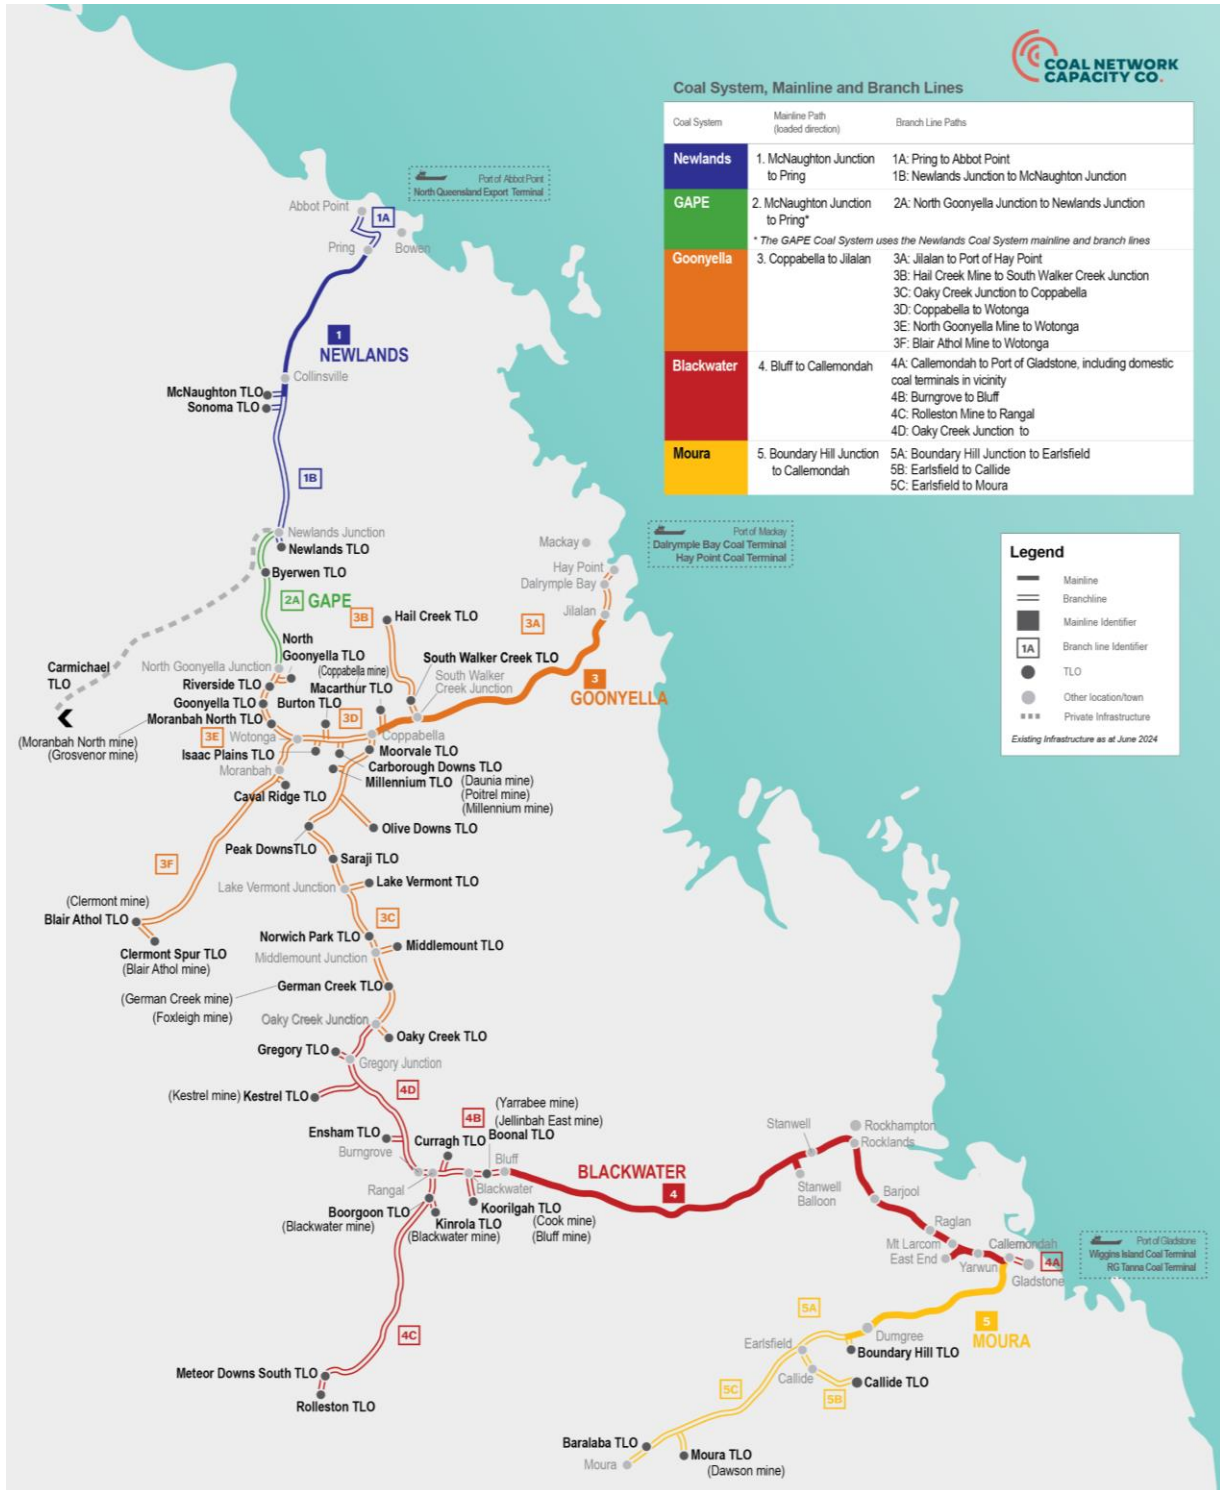 COAL NETWORK
CAPACITY CO.
Coal System, Mainline and Branch Lines
Coal System
Mainline Path
(loaded direction)
Branch Line Paths
Newlands
1. McNaughton Junction
to Pring
1A: Pring to Abbot Point
1B: Newlands Junction to McNaughton Junction
GAPE
2. McNaughton Junction
to Pring*
2A: North Goonyella Junction to Newlands Junction
* The GAPE Coal System uses the Newlands Coal System mainline and branch lines
Goonyella
3. Coppabella to Jilalan
3A: Jilalan to Port of Hay Point
3B: Hail Creek Mine to South Walker Creek Junction
3C: Oaky Creek Junction to Coppabella
3D: Coppabella to Wotonga
3E: North Goonyella Mine to Wotonga
3F: Blair Athol Mine to Wotonga
Blackwater
4. Bluff to Callemondah
4A: Callemondah to Port of Gladstone, including domestic
coal terminals in vicinity
4B: Burngrove to Bluff
4C: Rolleston Mine to Rangal
4D: Oaky Creek Junction to
Moura
5. Boundary Hill Junction
to Callemondah
5A: Boundary Hill Junction to Earlsfield
5B: Earlsfield to Callide
5C: Earlsfield to Moura
Port of Abbot Point
North Queensland Export Terminal
Abbot Point
1A
Pring
Bowen
1
NEWLANDS
Collinsville
McNaughton TLO
Sonoma TLO
1B
Newlands Junction
Newlands TLO
Byerwen TLO
2A GAPE
Port of Mackay
Dalrymple Bay Coal Terminal
Hay Point Coal Terminal
Mackay
Hay Point
Dalrymple Bay
Jilalan
3A
3B
Hail Creek TLO
Legend
Mainline
Branchline
Mainline Identifier
1A
Branch line Identifier
TLO
Other location/town
Private Infrastructure
Existing Infrastructure as at June 2024
North
Goonyella TLO
North Goonyella Junction
(Coppabella mine)
South Walker Creek TLO
South Walker
Creek Junction
Carmichael
TLO
Riverside TLO
Macarthur TLO
Goonyella TLO
Burton TLO
3
GOONYELLA
Moranbah North TLO
3D
(Moranbah North mine)
(Grosvenor mine)
3E
Wotonga
Coppabella
Isaac Plains TLO
Moorvale TLO
Moranbah
Carborough Downs TLO
Millennium TLO
(Daunia mine)
(Poitrel mine)
(Millennium mine)
Caval Ridge TLO
Olive Downs TLO
Peak DownsTLO
3F
Saraji TLO
Lake Vermont Junction
Lake Vermont TLO
(Clermont mine)
Blair Athol TLO
3C
Clermont Spur TLO
(Blair Athol mine)
Norwich Park TLO
Middlemount TLO
Middlemount Junction
German Creek TLO
(German Creek mine)
(Foxleigh mine)
Oaky Creek Junction
Oaky Creek TLO
Gregory TLO
Gregory Junction
(Kestrel mine) Kestrel TLO
4D
4B
(Yarrabee mine)
(Jellinbah East mine)
Ensham TLO
Curragh TLO
Boonal TLO
Burngrove
Bluff
Rangal
Blackwater
Boorgoon TLO
(Blackwater mine)
Kinrola TLO
(Blackwater mine)
Koorilgah TLO
(Cook mine)
(Bluff mine)
BLACKWATER
4
Stanwell
Rockhampton
Rocklands
Stanwell
Balloon
Barjool
Raglan
Mt Larcom
East End
Yarwun
Callemondah
4A
Gladstone
Port of Gladstone
Wiggins Island Coal Terminal
RG Tanna Coal Terminal
4C
Meteor Downs South TLO
Rolleston TLO
5A
Dumgree
5
MOURA
Earlsfield
Boundary Hill TLO
Callide
Callide TLO
5C
5B
Baralaba TLO
Moura
Moura TLO
(Dawson mine)